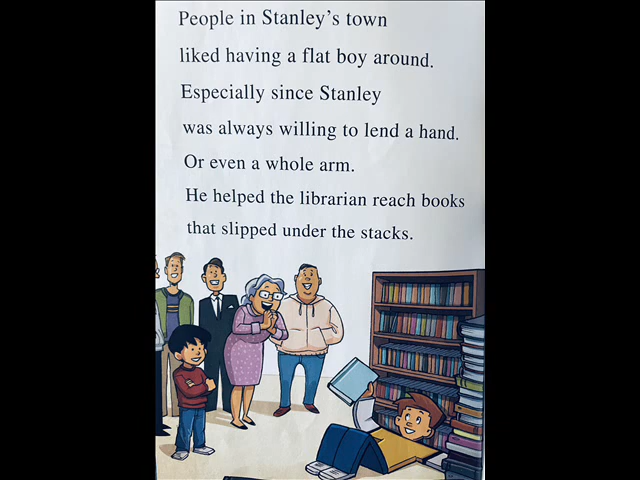 People in Stanley's town
liked having a flat boy around.
Especially since Stanley
was always willing to lend a hand.
Or even a whole arm.
He helped the librarian reach books
that slipped under the stacks.